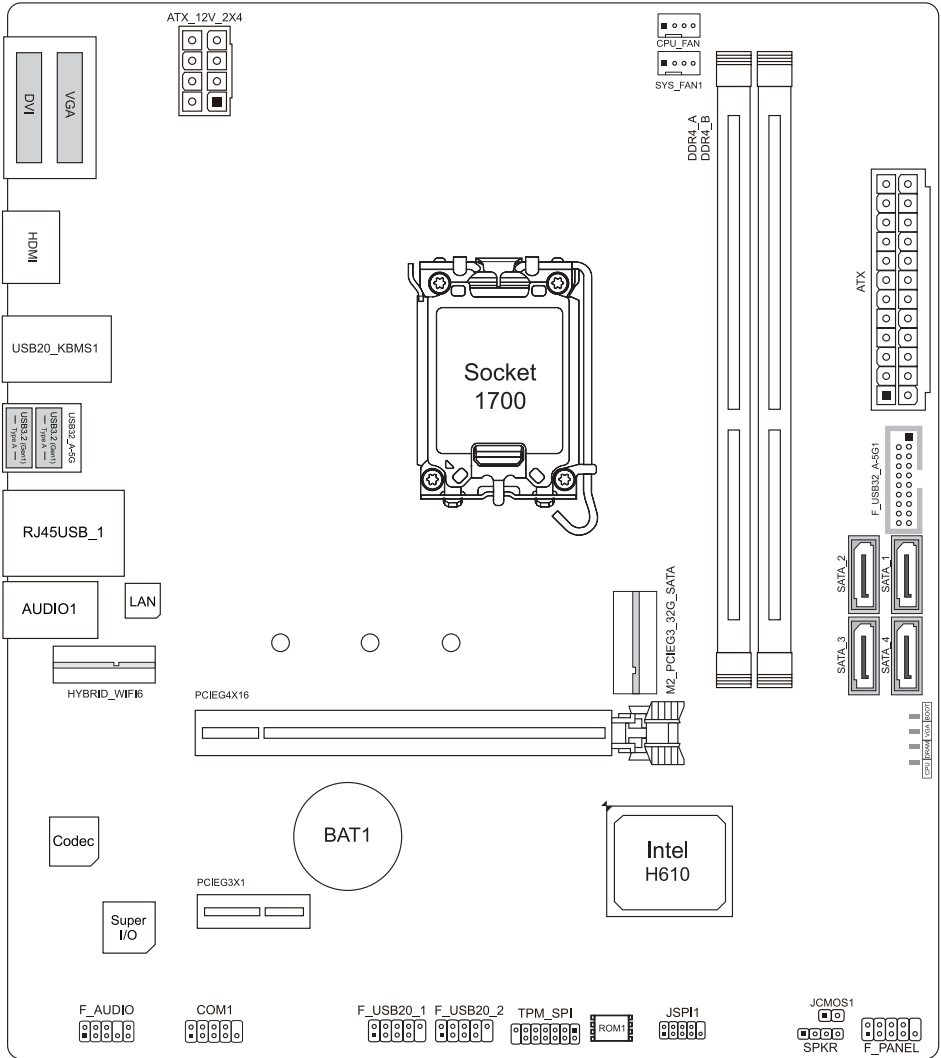 ATX_12V_2X4
CPU_FAN
SYS_FAN1
DVI
VGA
DDR4_A
DDR4_B
HDMI
ATX
USB20_KBMS1
Socket
1700
USB3.2 (Gen1)
Type A
USB3.2 (Gen1)
Type A
USB32_A-5G
F_USB32_A-5G1
RJ45USB_1
SATA_2
SATA_1
LAN
AUDIO1
M2_PCIEG3_32G_SATA
SATA_3
SATA_4
HYBRID_WIFI6
PCIEG4X16
CPU
DRAM
VGA
BOOT
BAT1
Codec
Intel
H610
PCIEG3X1
Super
I/O
F_AUDIO
COM1
F_USB20_1
F_USB20_2
TPM_SPI
ROM1
JSPI1
JCMOS1
SPKR
F_PANEL